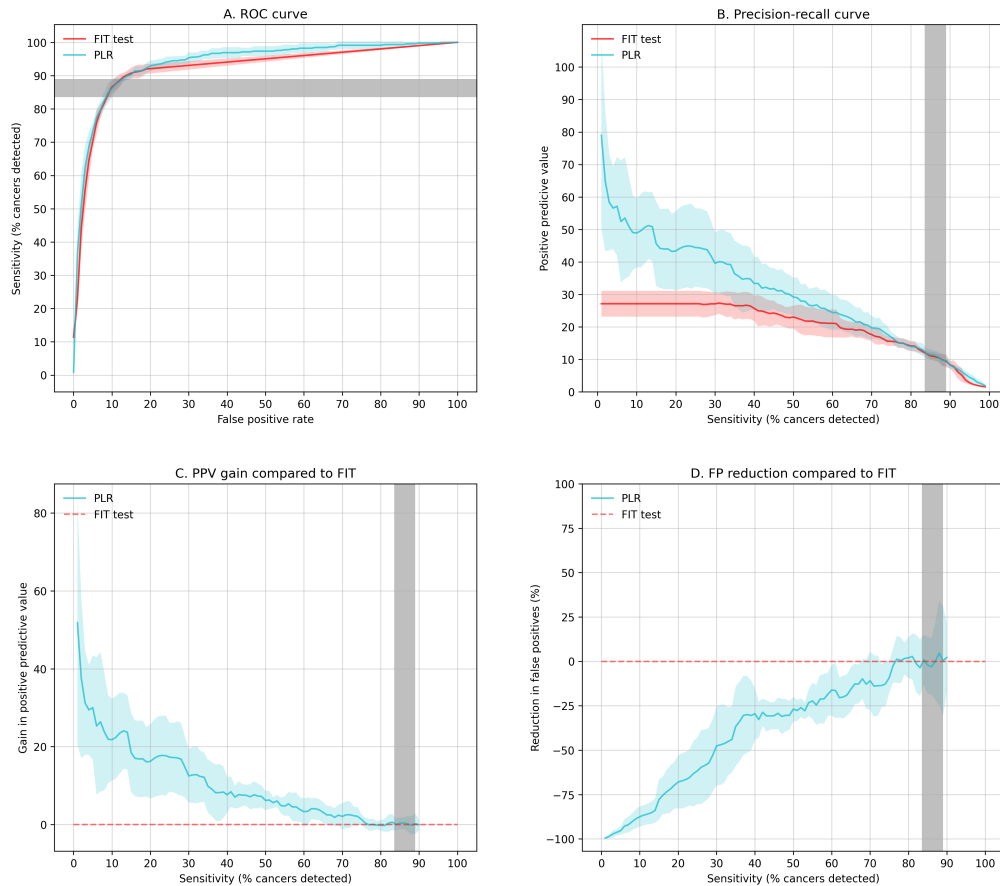 A. ROC curve
FIT test
PLR
100
90
80
70
60
50
40
30
20
10
0
Sensitivity (% cancers detected)
0 10 20 30 40 50 60 70 80 90 100
False positive rate
B. Precision-recall curve
FIT test
PLR
100
90
80
70
60
50
40
30
20
10
0
Positive predicive value
0 10 20 30 40 50 60 70 80 90 100
Sensitivity (% cancers detected)
C. PPV gain compared to FIT
PLR
FIT test
80
60
40
20
0
Gain in positive predictive value
0 10 20 30 40 50 60 70 80 90 100
Sensitivity (% cancers detected)
D. FP reduction compared to FIT
PLR
FIT test
100
75
50
25
0
−25
−50
−75
−100
Reduction in false positives (%)
0 10 20 30 40 50 60 70 80 90 100
Sensitivity (% cancers detected)